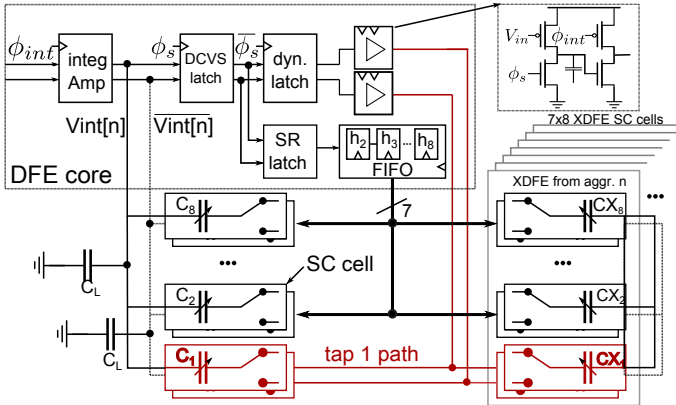 ϕint
integ
Amp
ϕs
DCVS
latch
ϕs
dyn.
latch
Vin
ϕint
ϕs
Vint[n]
Vint[n]
SR
latch
h2 h3 ... h8
FIFO
DFE core
7x8 XDFE SC cells
XDFE from aggr. n
7
C8
CX8
...
...
...
SC cell
CL
C2
CX2
CL
C1
tap 1 path
CX1